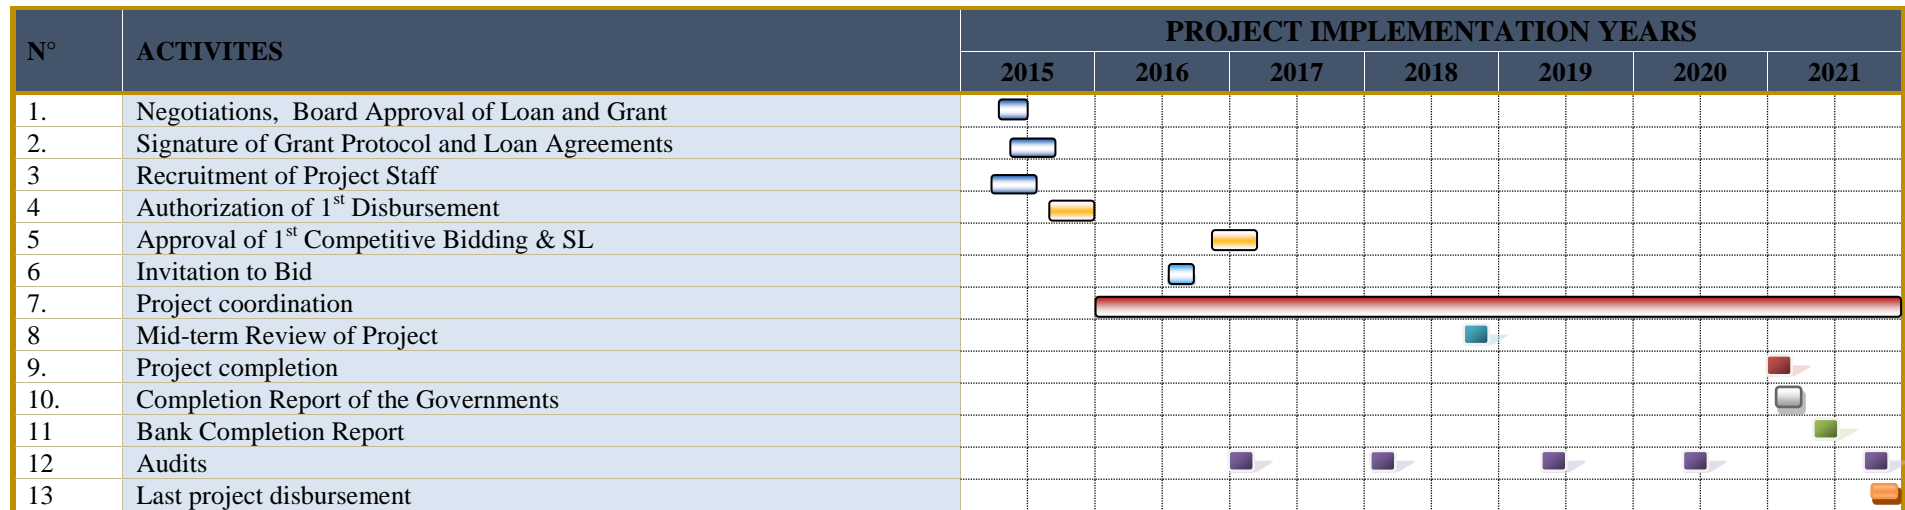 N° ACTIVITES PROJECT IMPLEMENTATION YEARS
2015 2016 2017 2018 2019 2020 2021
1. Negotiations, Board Approval of Loan and Grant
2. Signature of Grant Protocol and Loan Agreements
3 Recruitment of Project Staff
4 Authorization of 1st Disbursement
5 Approval of 1st Competitive Bidding & SL
6 Invitation to Bid
7. Project coordination
8 Mid-term Review of Project
9. Project completion
10. Completion Report of the Governments
11 Bank Completion Report
12 Audits
13 Last project disbursement